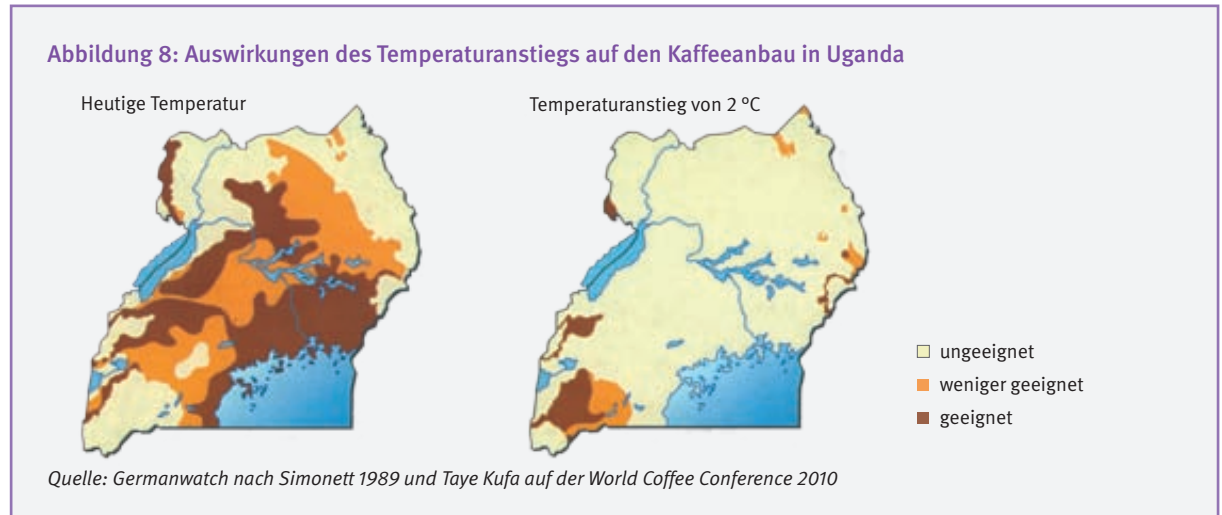 Abbildung 8: Auswirkungen des Temperaturanstiegs auf den Kaffeeanbau in Uganda
Heutige Temperatur
Temperaturanstieg von 2 °C
ungeeignet
weniger geeignet
geeignet
Quelle: Germanwatch nach Simonett 1989 und Taye Kufa auf der World Coffee Conference 2010